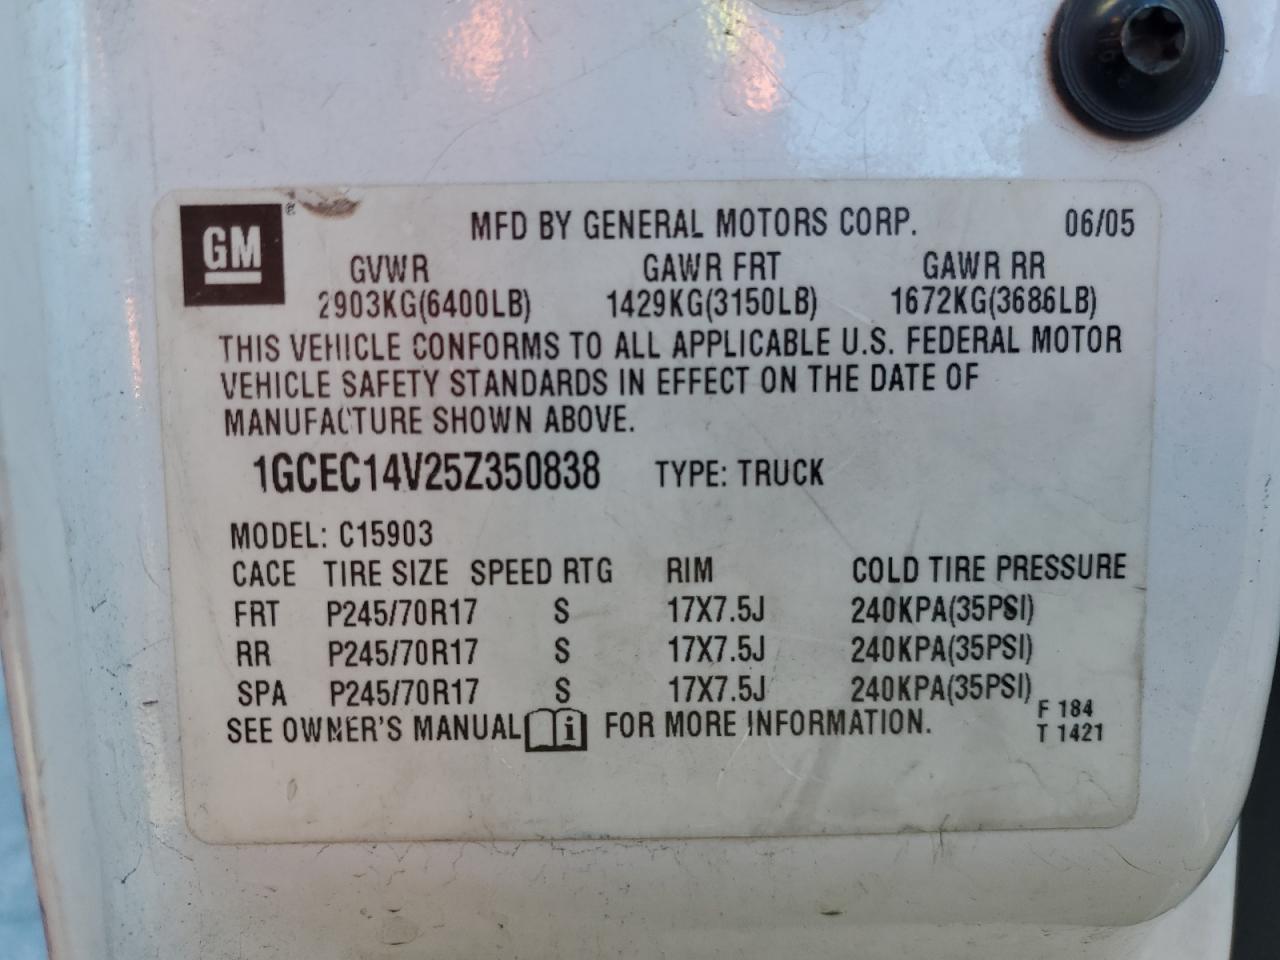 GM
MFD BY GENERAL MOTORS CORP. 06/05
GVWR GAWR FRT GAWR RR
2903KG(6400LB) 1429KG(3150LB) 1672KG(3686LB)
THIS VEHICLE CONFORMS TO ALL APPLICABLE U.S. FEDERAL MOTOR
VEHICLE SAFETY STANDARDS IN EFFECT ON THE DATE OF
MANUFACTURE SHOWN ABOVE.
1GCEC14V25Z350838 TYPE: TRUCK
MODEL: C15903
CACE TIRE SIZE SPEED RTG RIM COLD TIRE PRESSURE
FRT P245/70R17 S 17X7.5J 240KPA(35PSI)
RR P245/70R17 S 17X7.5J 240KPA(35PSI)
SPA P245/70R17 S 17X7.5J 240KPA(35PSI)
SEE OWNER'S MANUAL i FOR MORE INFORMATION.
F 184
T 1421